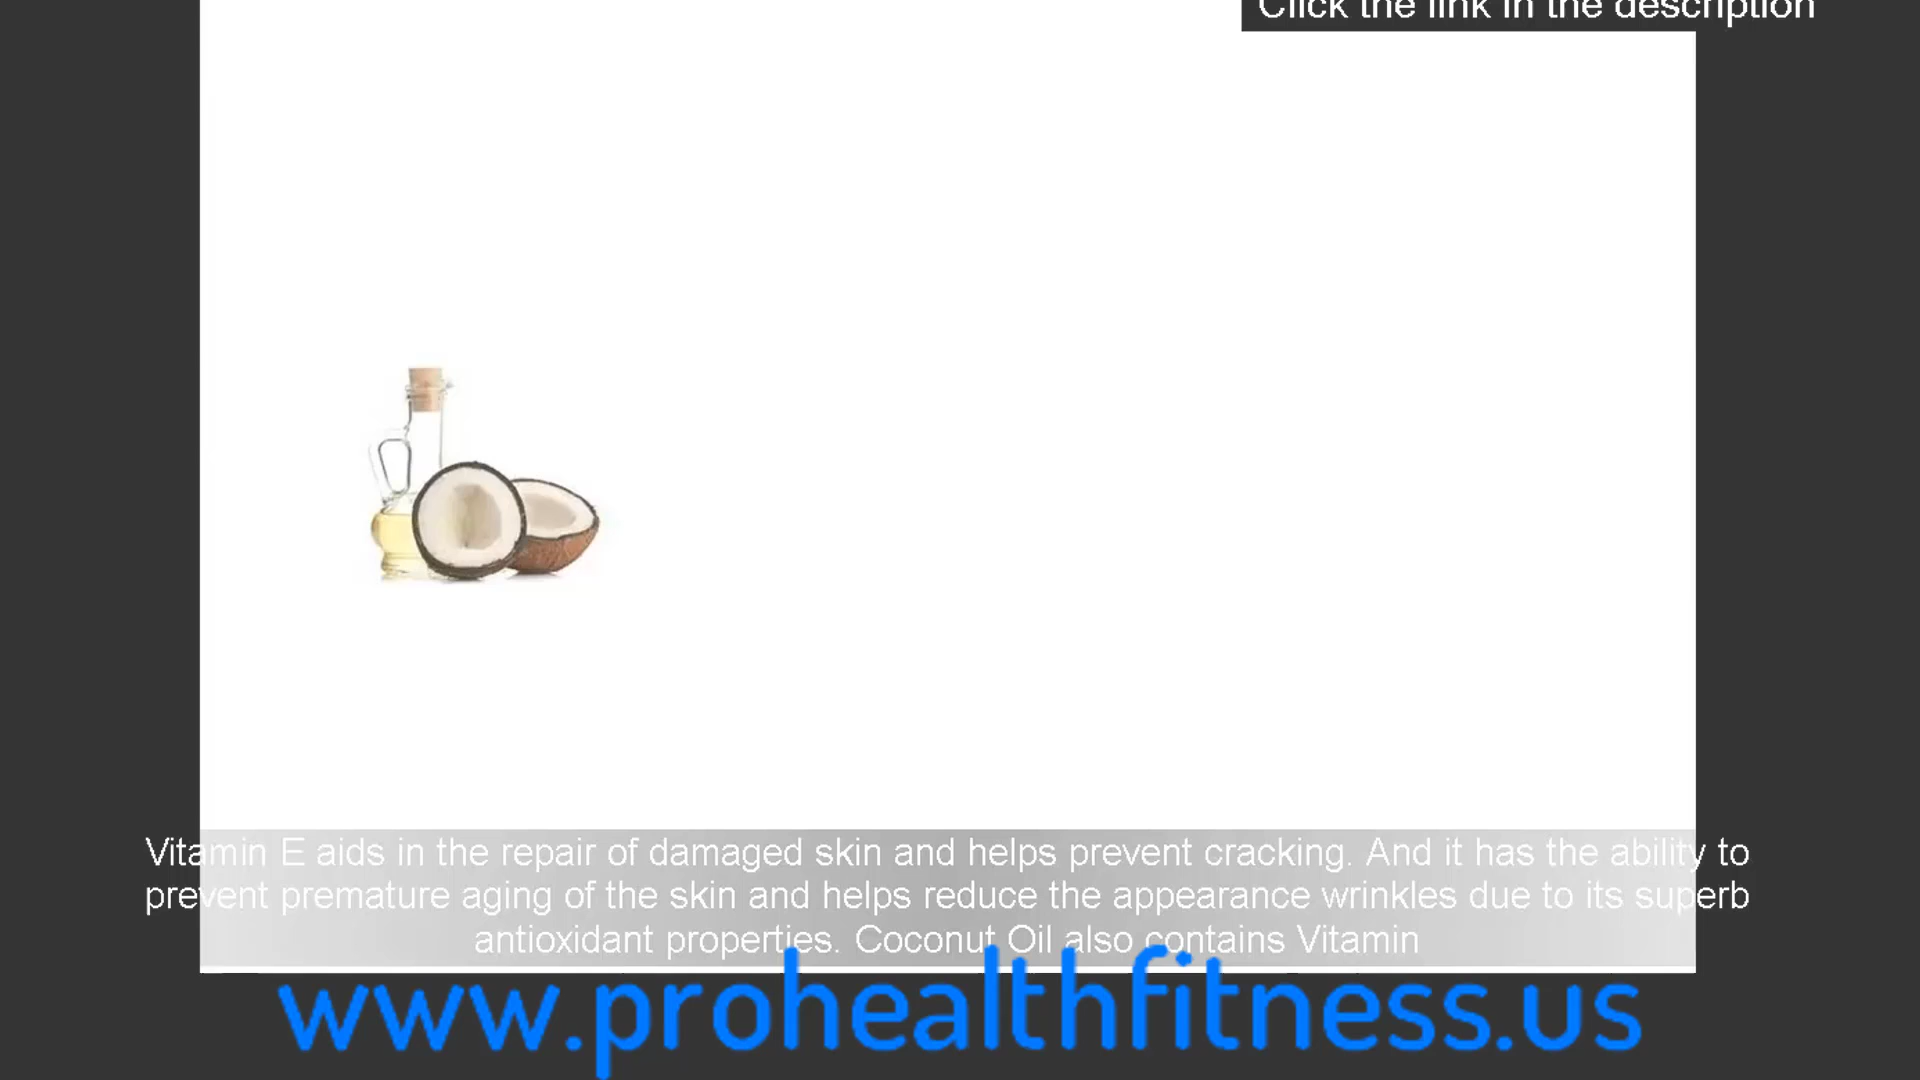 Click the link in the description
Vitamin E aids in the repair of damaged skin and helps prevent cracking. And it has the ability to
prevent premature aging of the skin and helps reduce the appearance wrinkles due to its superb
antioxidant properties. Coconut Oil also contains Vitamin
www.prohealthfitness.us